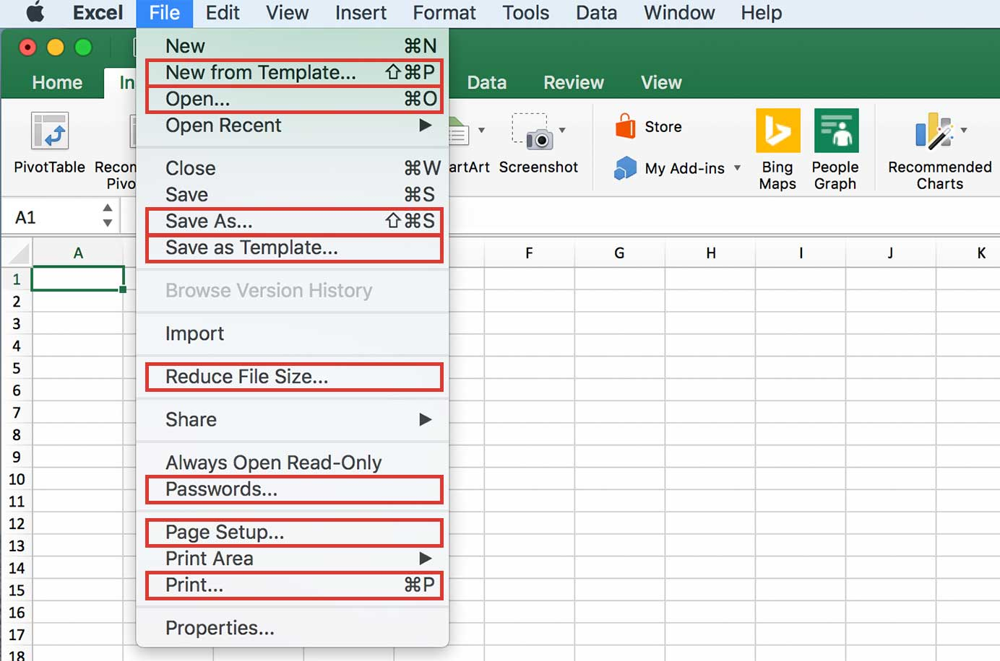 Excel File Edit View Insert Format Tools Data Window Help
New ⌘N
New from Template... ⇧⌘P
Open... ⌘O
Open Recent ▶
Close ⌘W
Save ⌘S
Save As... ⇧⌘S
Save as Template...
Browse Version History
Import
Reduce File Size...
Share ▶
Always Open Read-Only
Passwords...
Page Setup...
Print Area ▶
Print... ⌘P
Properties...
Home In Data Review View
PivotTable
Recon
Pivo
artArt
Screenshot
Store
My Add-ins
Bing
Maps
People
Graph
Recommended
Charts
A1
A F G H I J K
1
2
3
4
5
6
7
8
9
10
11
12
13
14
15
16
17
18